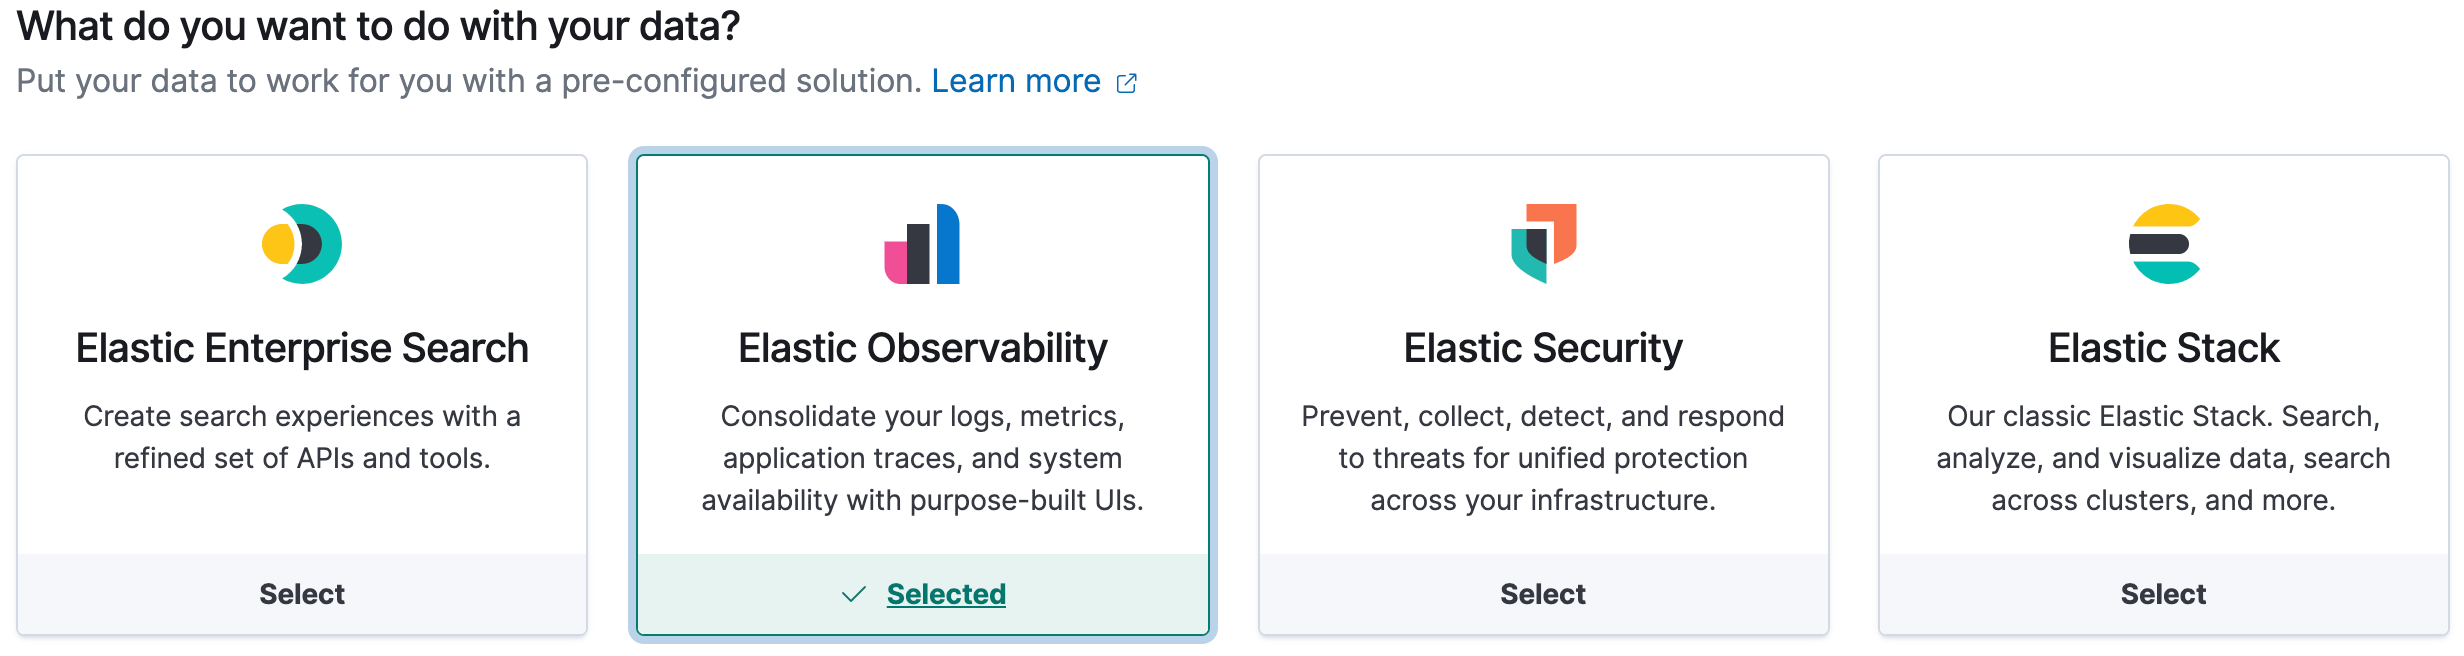 What do you want to do with your data?
Put your data to work for you with a pre-configured solution. Learn more
Elastic Enterprise Search
Create search experiences with a
refined set of APIs and tools.
Select
Elastic Observability
Consolidate your logs, metrics,
application traces, and system
availability with purpose-built UIs.
Selected
Elastic Security
Prevent, collect, detect, and respond
to threats for unified protection
across your infrastructure.
Select
Elastic Stack
Our classic Elastic Stack. Search,
analyze, and visualize data, search
across clusters, and more.
Select